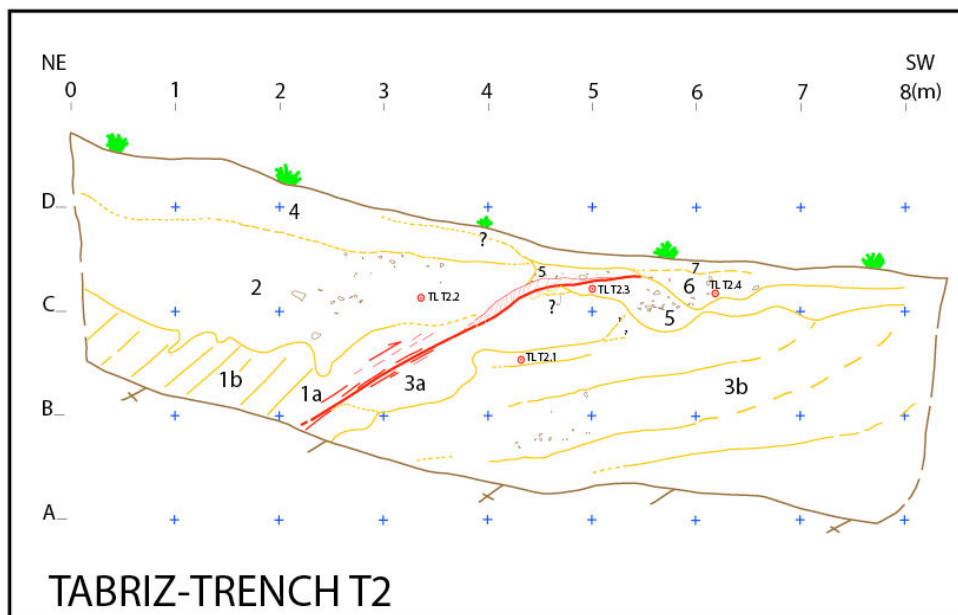 NE SW
0 1 2 3 4 5 6 7 8(m)
D
4
?
5
7
2
TL T2.2
TL T2.3
6
TL T2.4
C
?
5
? ?
TL T2.1
1b
1a
3a
3b
B
A
TABRIZ-TRENCH T2